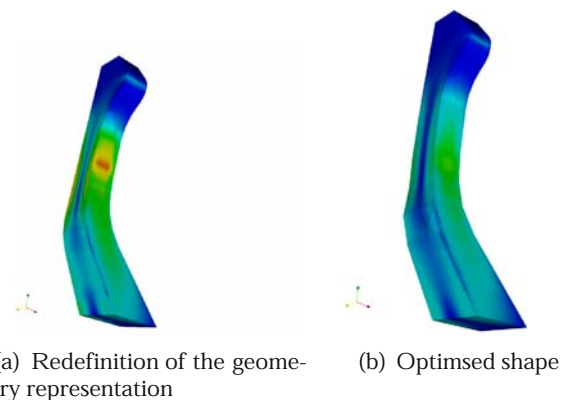 a) Redefinition of the geome-
ry representation
(b) Optimsed shape